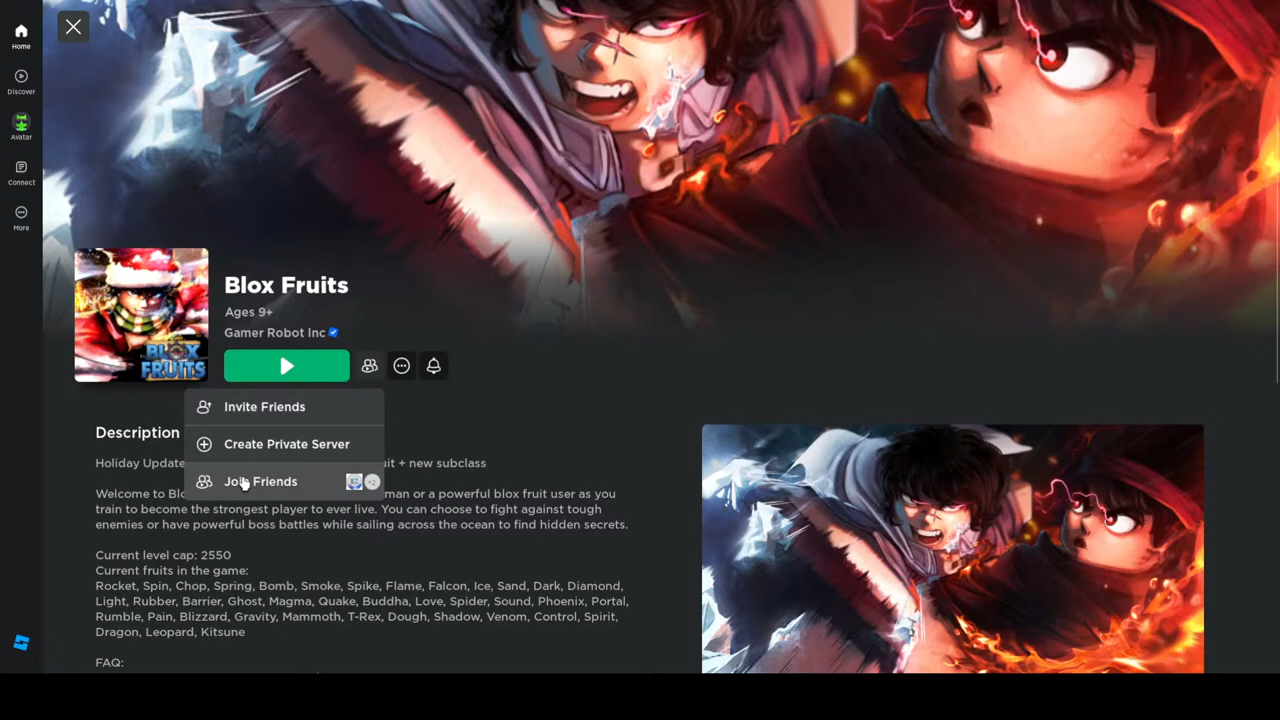 Home
Discover
Avatar
Connect
More
BLOX
FRUITS
Blox Fruits
Ages 9+
Gamer Robot Inc
Invite Friends
Create Private Server
Join Friends
Description
Holiday Update uit + new subclass
Welcome to Blo man or a powerful blox fruit user as you
train to become the strongest player to ever live. You can choose to fight against tough
enemies or have powerful boss battles while sailing across the ocean to find hidden secrets.
Current level cap: 2550
Current fruits in the game:
Rocket, Spin, Chop, Spring, Bomb, Smoke, Spike, Flame, Falcon, Ice, Sand, Dark, Diamond,
Light, Rubber, Barrier, Ghost, Magma, Quake, Buddha, Love, Spider, Sound, Phoenix, Portal,
Rumble, Pain, Blizzard, Gravity, Mammoth, T-Rex, Dough, Shadow, Venom, Control, Spirit,
Dragon, Leopard, Kitsune
FAQ: